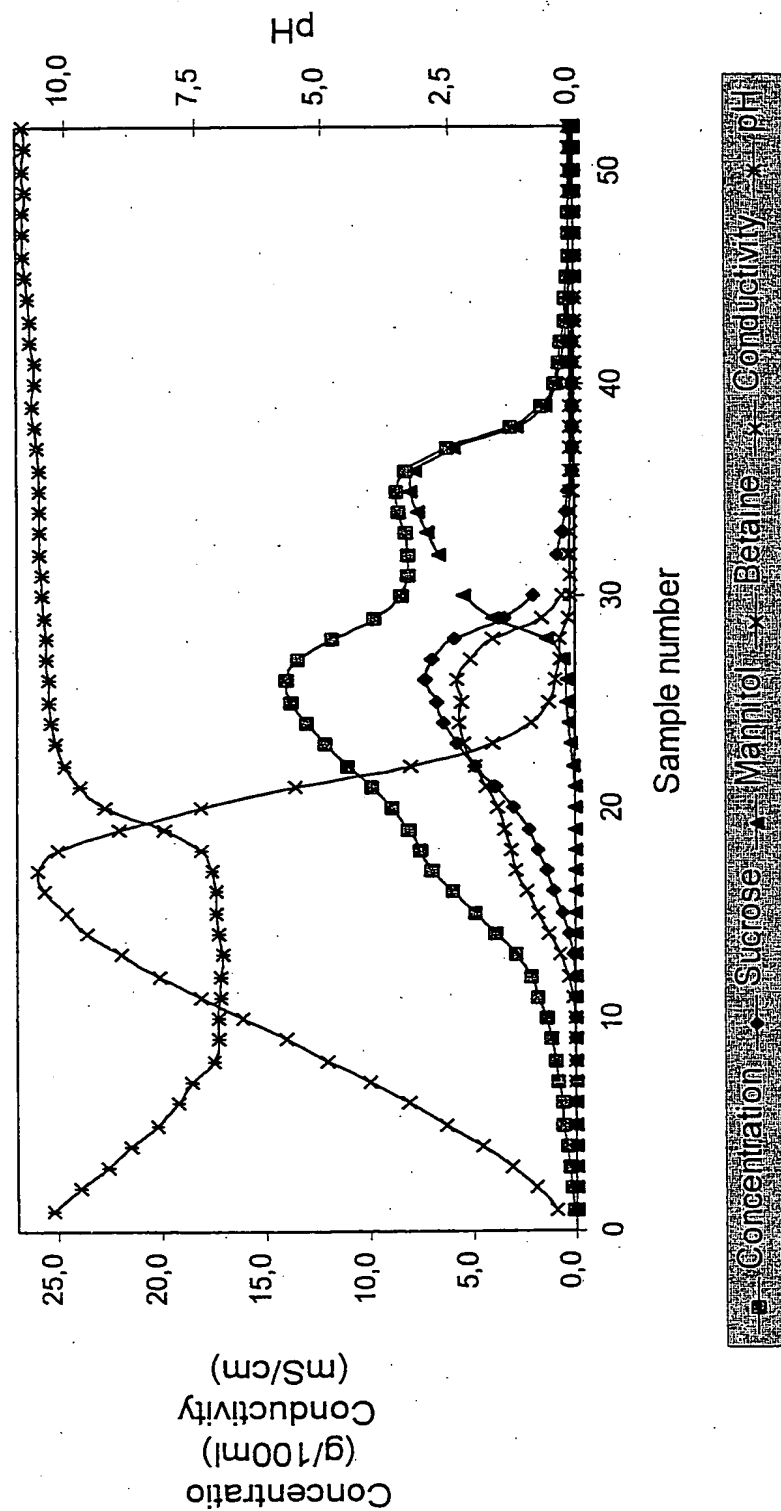 Concentratio
(g/100ml)
Conductivity
(mS/cm)
25,0
20,0
15,0
10,0
5,0
0,0
pH
10,0
7,5
5,0
2,5
0,0
0
10
20
30
40
50
Sample number
Concentration Sucrose Mannitol Betaine Conductivity pH